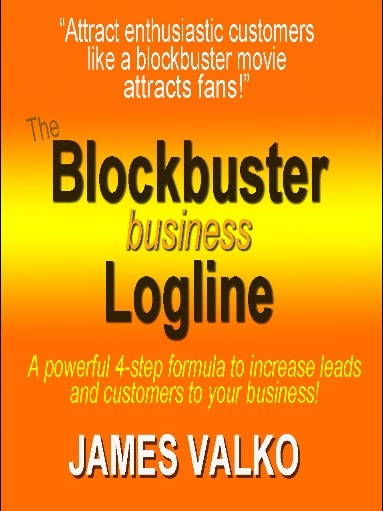 “Attract enthusiastic customers
like a blockbuster movie
attracts fans!”
The
Blockbuster
business
Logline
A powerful 4-step formula to increase leads
and customers to your business!
JAMES VALKO